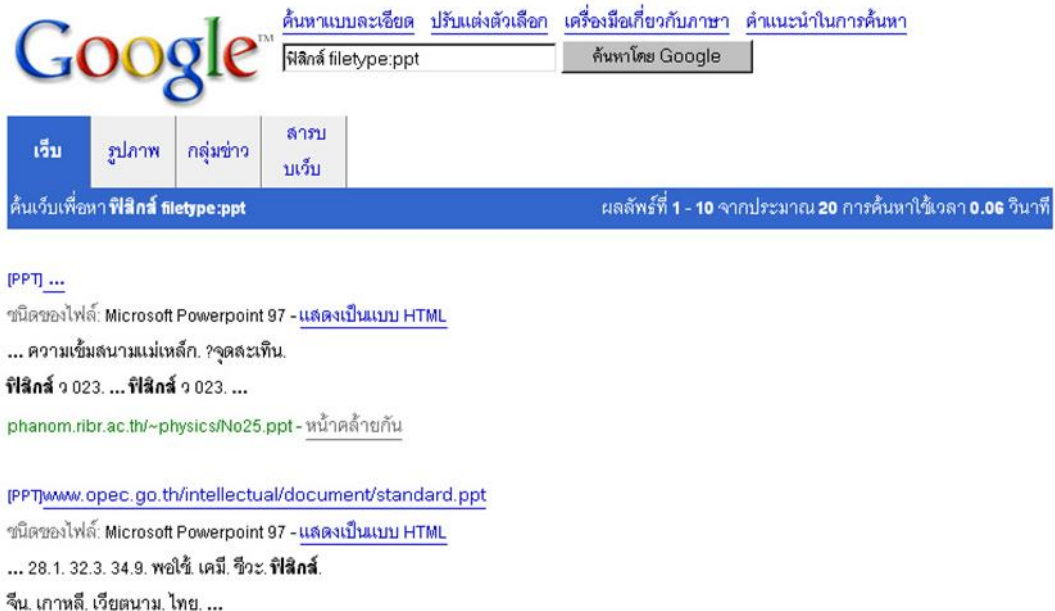 Google™
ค้นหาแบบละเอียด ปรับแต่งตัวเลือก เครื่องมือเกี่ยวกับภาษา คำแนะนำในการค้นหา
ฟิสิกส์ filetype:ppt ค้นหาโดย Google
เว็บ รูปภาพ กลุ่มข่าว สารบ
บเว็บ
ค้นเว็บเพื่อหา ฟิสิกส์ filetype:ppt ผลลัพธ์ที่ 1 - 10 จากประมาณ 20 การค้นหาใช้เวลา 0.06 วินาที
[PPT] ...
ชนิดของไฟล์: Microsoft Powerpoint 97 - แสดงเป็นแบบ HTML
... ความเข้มสนามแม่เหล็ก. ?จุดสะเทิน.
ฟิสิกส์ ว 023. ... ฟิสิกส์ ว 023. ...
phanom.ribr.ac.th/~physics/No25.ppt - หน้าคล้ายกัน
[PPT]www.opec.go.th/intellectual/document/standard.ppt
ชนิดของไฟล์: Microsoft Powerpoint 97 - แสดงเป็นแบบ HTML
... 28.1. 32.3. 34.9. พอใช้. เคมี. ชีวะ. ฟิสิกส์.
จีน. เกาหลี. เวียตนาม. ไทย. ...